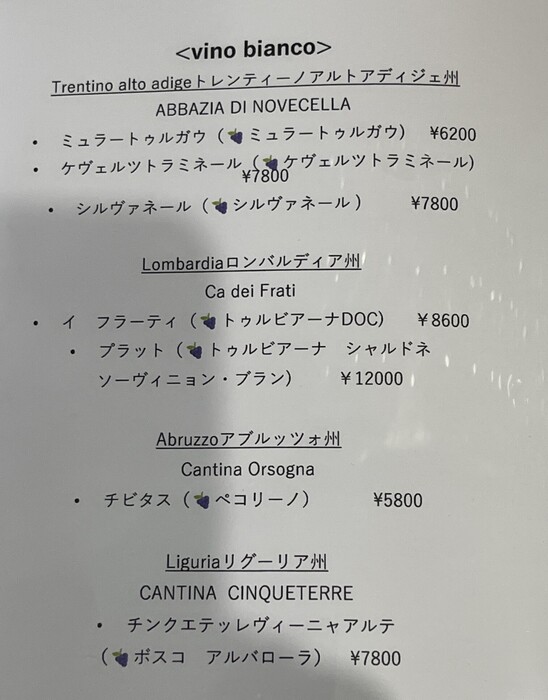 <vino bianco>
Trentino alto adigeトレンティーノアルトアディジェ州
ABBAZIA DI NOVECELLA
・ ミュラートゥルガウ（🍇ミュラートゥルガウ） ¥6200
・ ケヴェルツトラミネール（🍇ケヴェルツトラミネール）
¥7800
・ シルヴァネール（🍇シルヴァネール） ¥7800
Lombardiaロンバルディア州
Ca dei Frati
・ イ フラーティ（🍇トゥルビアーナDOC） ¥8600
・ プラット（🍇トゥルビアーナ シャルドネ
ソーヴィニョン・ブラン） ¥12000
Abruzzoアブルッツォ州
Cantina Orsogna
・ チビタス（🍇ペコリーノ） ¥5800
Liguriaリグーリア州
CANTINA CINQUETERRE
・ チンクエテッレヴィーニャアルテ
（🍇ボスコ アルバローラ） ¥7800